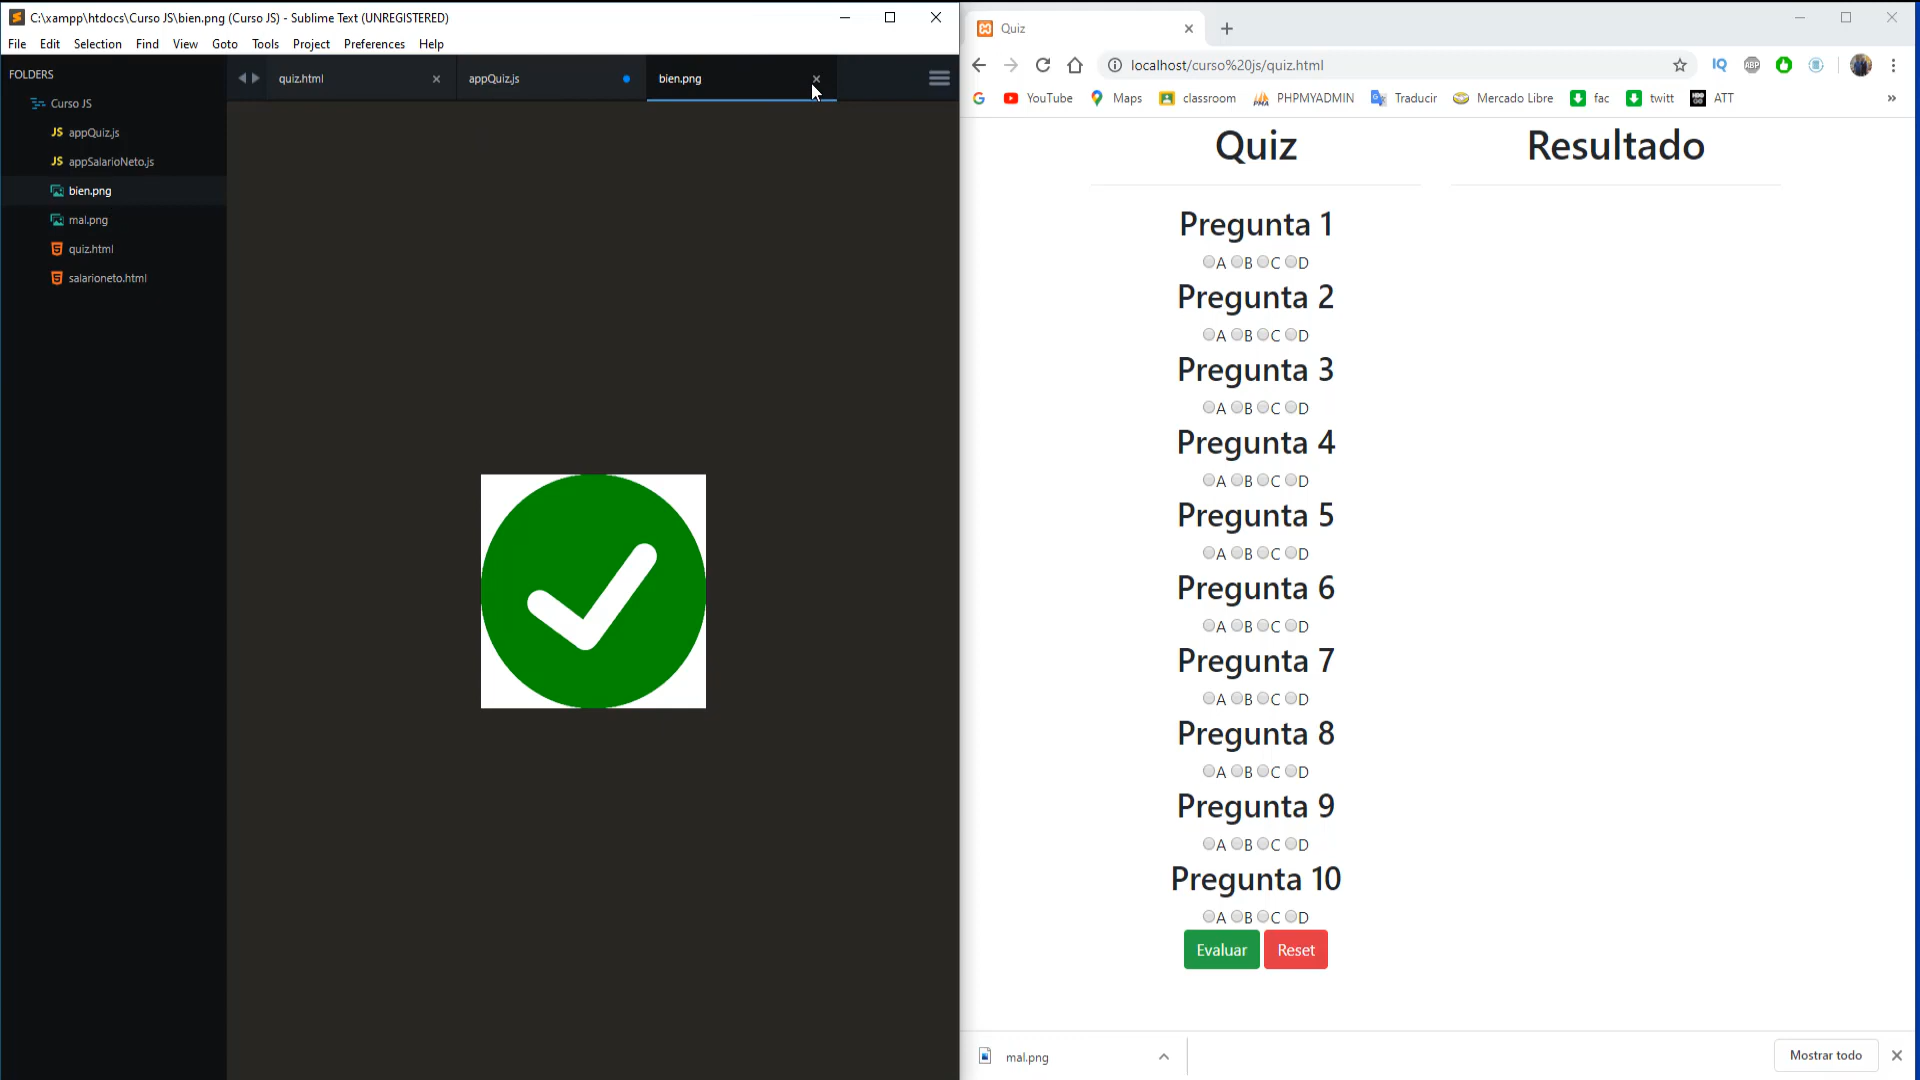 C:\xampp\htdocs\Curso JS\bien.png (Curso JS) - Sublime Text (UNREGISTERED)
File Edit Selection Find View Goto Tools Project Preferences Help
FOLDERS
Curso JS
JS appQuiz.js
JS appSalarioNeto.js
bien.png
mal.png
quiz.html
salarioneto.html
quiz.html
appQuiz.js
bien.png
Quiz
localhost/curso%20js/quiz.html
IQ
ABP
G YouTube Maps classroom PHPMYADMIN Traducir Mercado Libre fac twitt ATT »
Quiz
Pregunta 1
A B C D
Pregunta 2
A B C D
Pregunta 3
A B C D
Pregunta 4
A B C D
Pregunta 5
A B C D
Pregunta 6
A B C D
Pregunta 7
A B C D
Pregunta 8
A B C D
Pregunta 9
A B C D
Pregunta 10
A B C D
Evaluar Reset
Resultado
mal.png
Mostrar todo